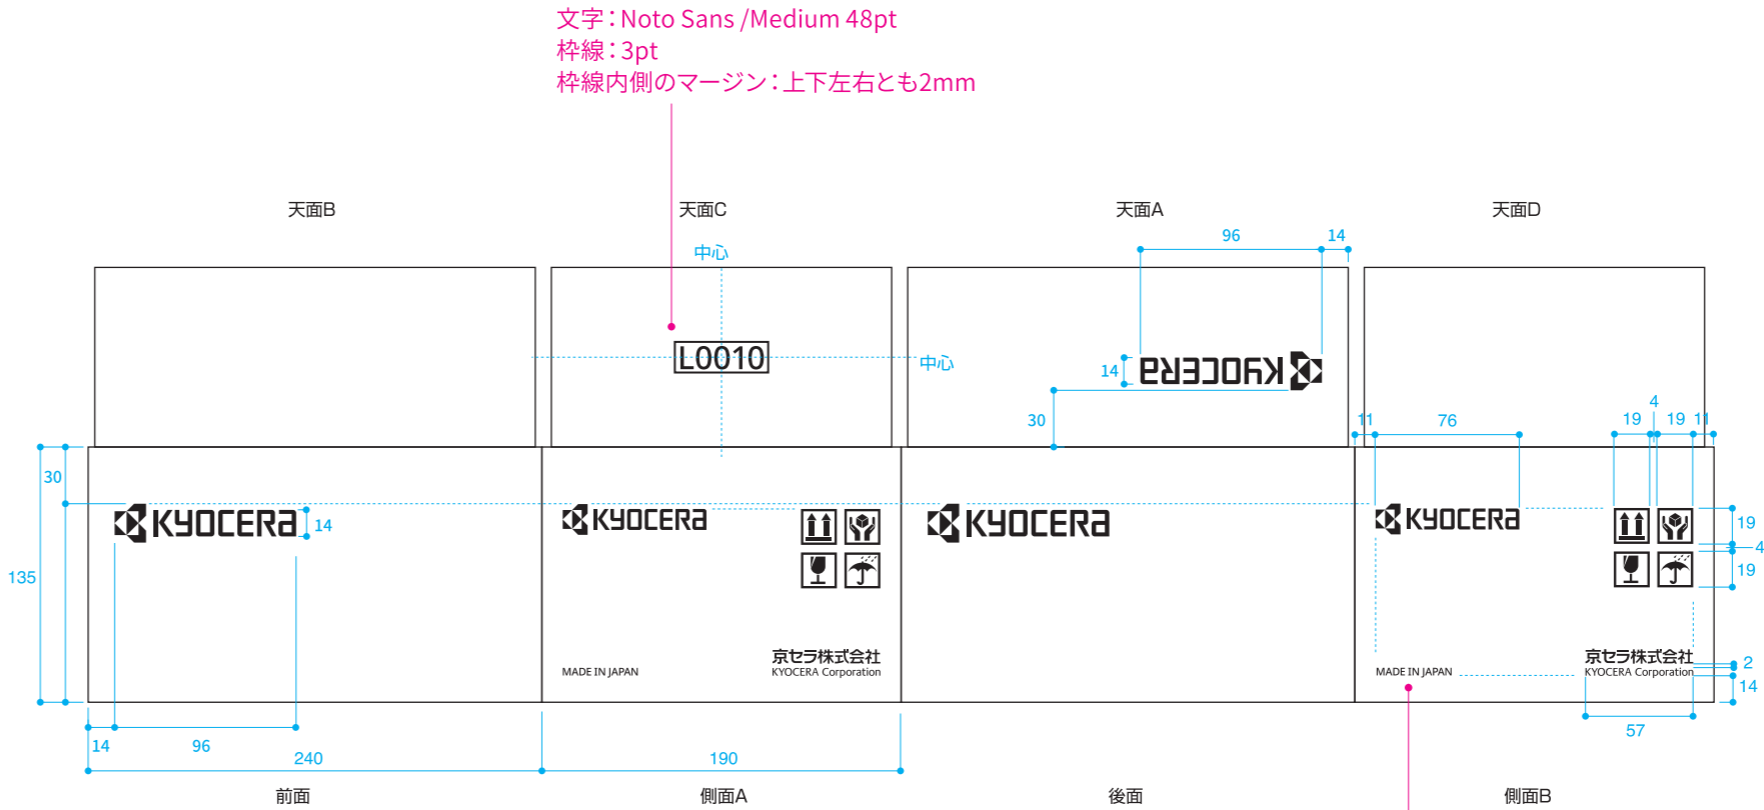 文字：Noto Sans /Medium 48pt
枠線：3pt
枠線内側のマージン：上下左右とも2mm
天面B
天面C
天面A
天面D
中心
96
14
L0010
中心
14
KYOCERA
30
11
76
4
19
19
11
30
135
KYOCERA
14
KYOCERA
KYOCERA
KYOCERA
19
4
19
MADE IN JAPAN
京セラ株式会社
KYOCERA Corporation
MADE IN JAPAN
京セラ株式会社
KYOCERA Corporation
2
14
57
14
96
240
190
前面
側面A
後面
側面B